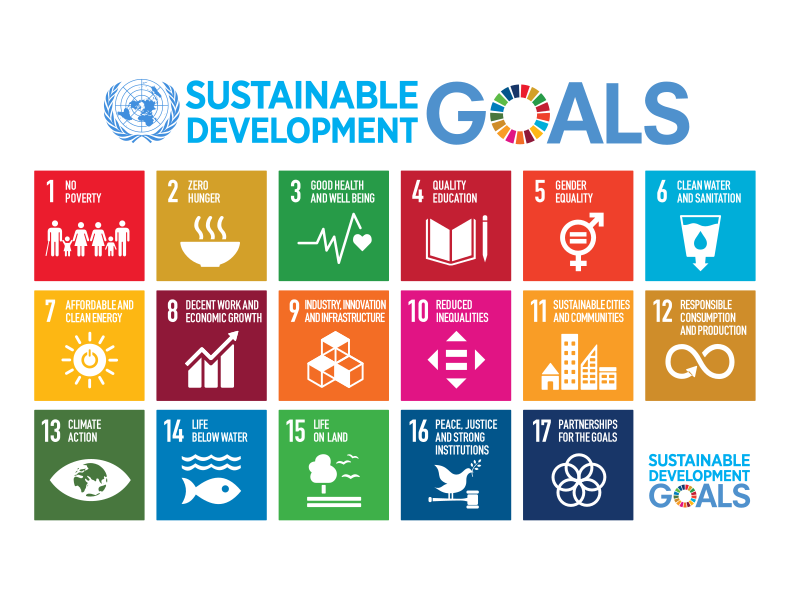 SUSTAINABLE
DEVELOPMENT
GOALS
1 NO
POVERTY
2 ZERO
HUNGER
3 GOOD HEALTH
AND WELL BEING
4 QUALITY
EDUCATION
5 GENDER
EQUALITY
6 CLEAN WATER
AND SANITATION
7 AFFORDABLE AND
CLEAN ENERGY
8 DECENT WORK AND
ECONOMIC GROWTH
9 INDUSTRY, INNOVATION
AND INFRASTRUCTURE
10 REDUCED
INEQUALITIES
11 SUSTAINABLE CITIES
AND COMMUNITIES
12 RESPONSIBLE
CONSUMPTION
AND PRODUCTION
13 CLIMATE
ACTION
14 LIFE
BELOW WATER
15 LIFE
ON LAND
16 PEACE, JUSTICE
AND STRONG
INSTITUTIONS
17 PARTNERSHIPS
FOR THE GOALS
SUSTAINABLE
DEVELOPMENT
GOALS